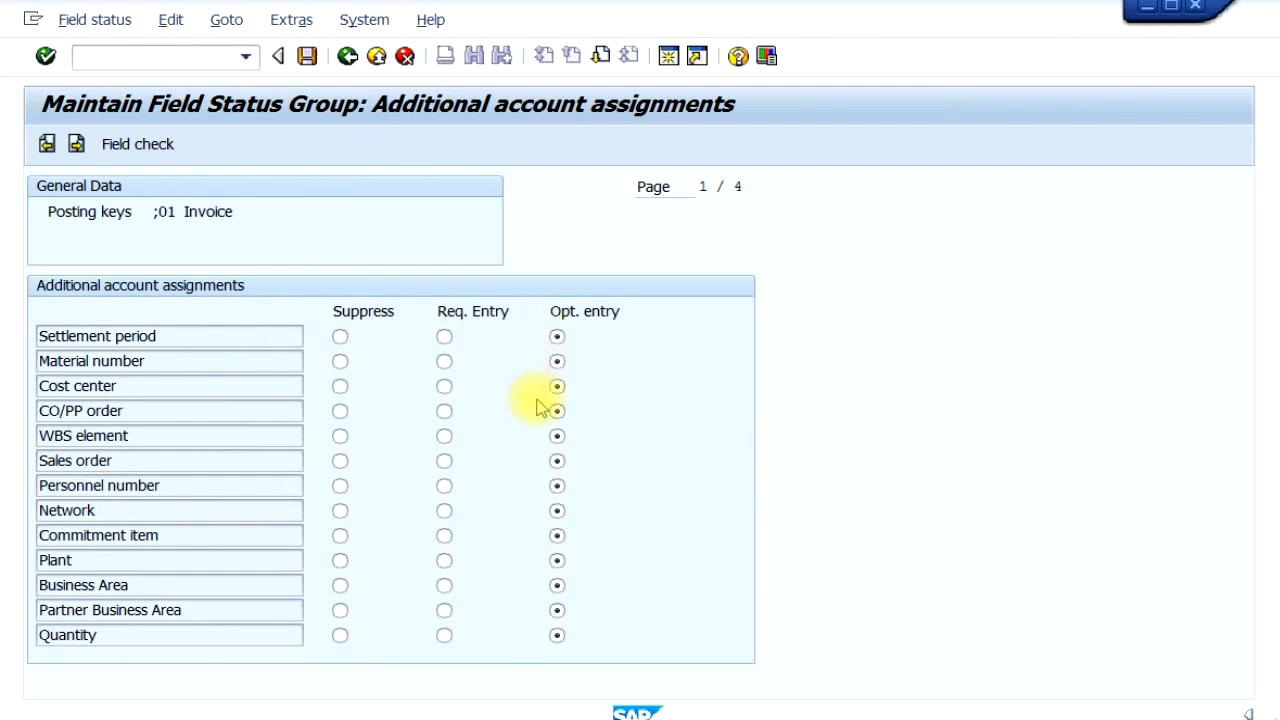 Field status Edit Goto Extras System Help
Maintain Field Status Group: Additional account assignments
Field check
General Data
Page 1 / 4
Posting keys ;01 Invoice
Additional account assignments
Suppress Req. Entry Opt. entry
Settlement period
Material number
Cost center
CO/PP order
WBS element
Sales order
Personnel number
Network
Commitment item
Plant
Business Area
Partner Business Area
Quantity
SAP